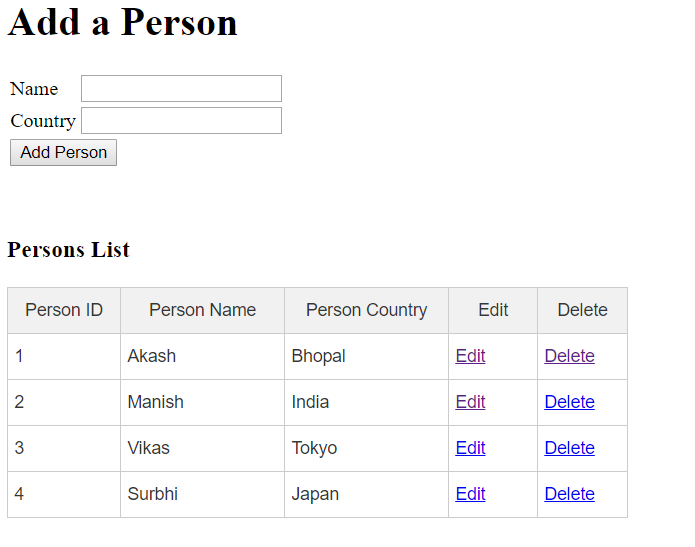 Add a Person
Name
Country
Add Person
Persons List
Person ID Person Name Person Country Edit Delete
1 Akash Bhopal Edit Delete
2 Manish India Edit Delete
3 Vikas Tokyo Edit Delete
4 Surbhi Japan Edit Delete